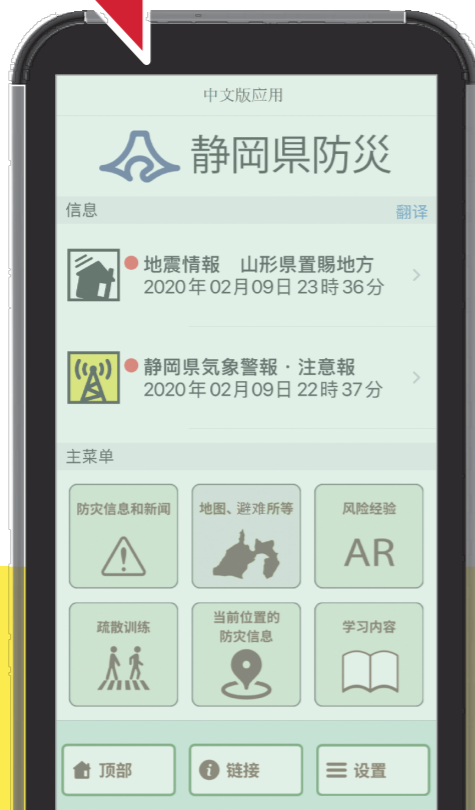 中文版应用
静岡県防災
信息
翻译
地震情報　山形県置賜地方
2020年02月09日 23時36分
静岡県気象警報・注意報
2020年02月09日 22時37分
主菜单
防灾信息和新闻
地图、避难所等
风险经验
AR
疏散训练
当前位置的
防灾信息
学习内容
顶部
链接
设置